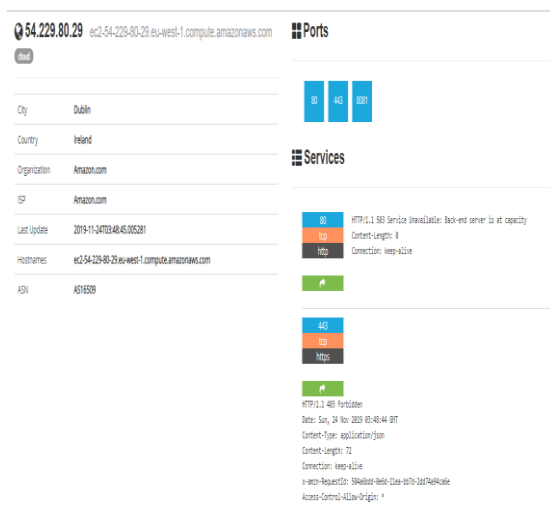 54.229.80.29 ec2-54-229-80-29.eu-west-1.compute.amazonaws.com
cloud
City Dublin
Country Ireland
Organization Amazon.com
ISP Amazon.com
Last Update 2019-11-24T03:48:45.005281
Hostnames ec2-54-229-80-29.eu-west-1.compute.amazonaws.com
ASN AS16509
Ports
80 443 8081
Services
80
tcp
http
HTTP/1.1 503 Service Unavailable: Back-end server is at capacity
Content-Length: 0
Connection: keep-alive
443
tcp
https
HTTP/1.1 403 Forbidden
Date: Sun, 24 Nov 2019 03:48:44 GMT
Content-Type: application/json
Content-Length: 72
Connection: keep-alive
x-amzn-RequestId:
Access-Control-Allow-Origin: *